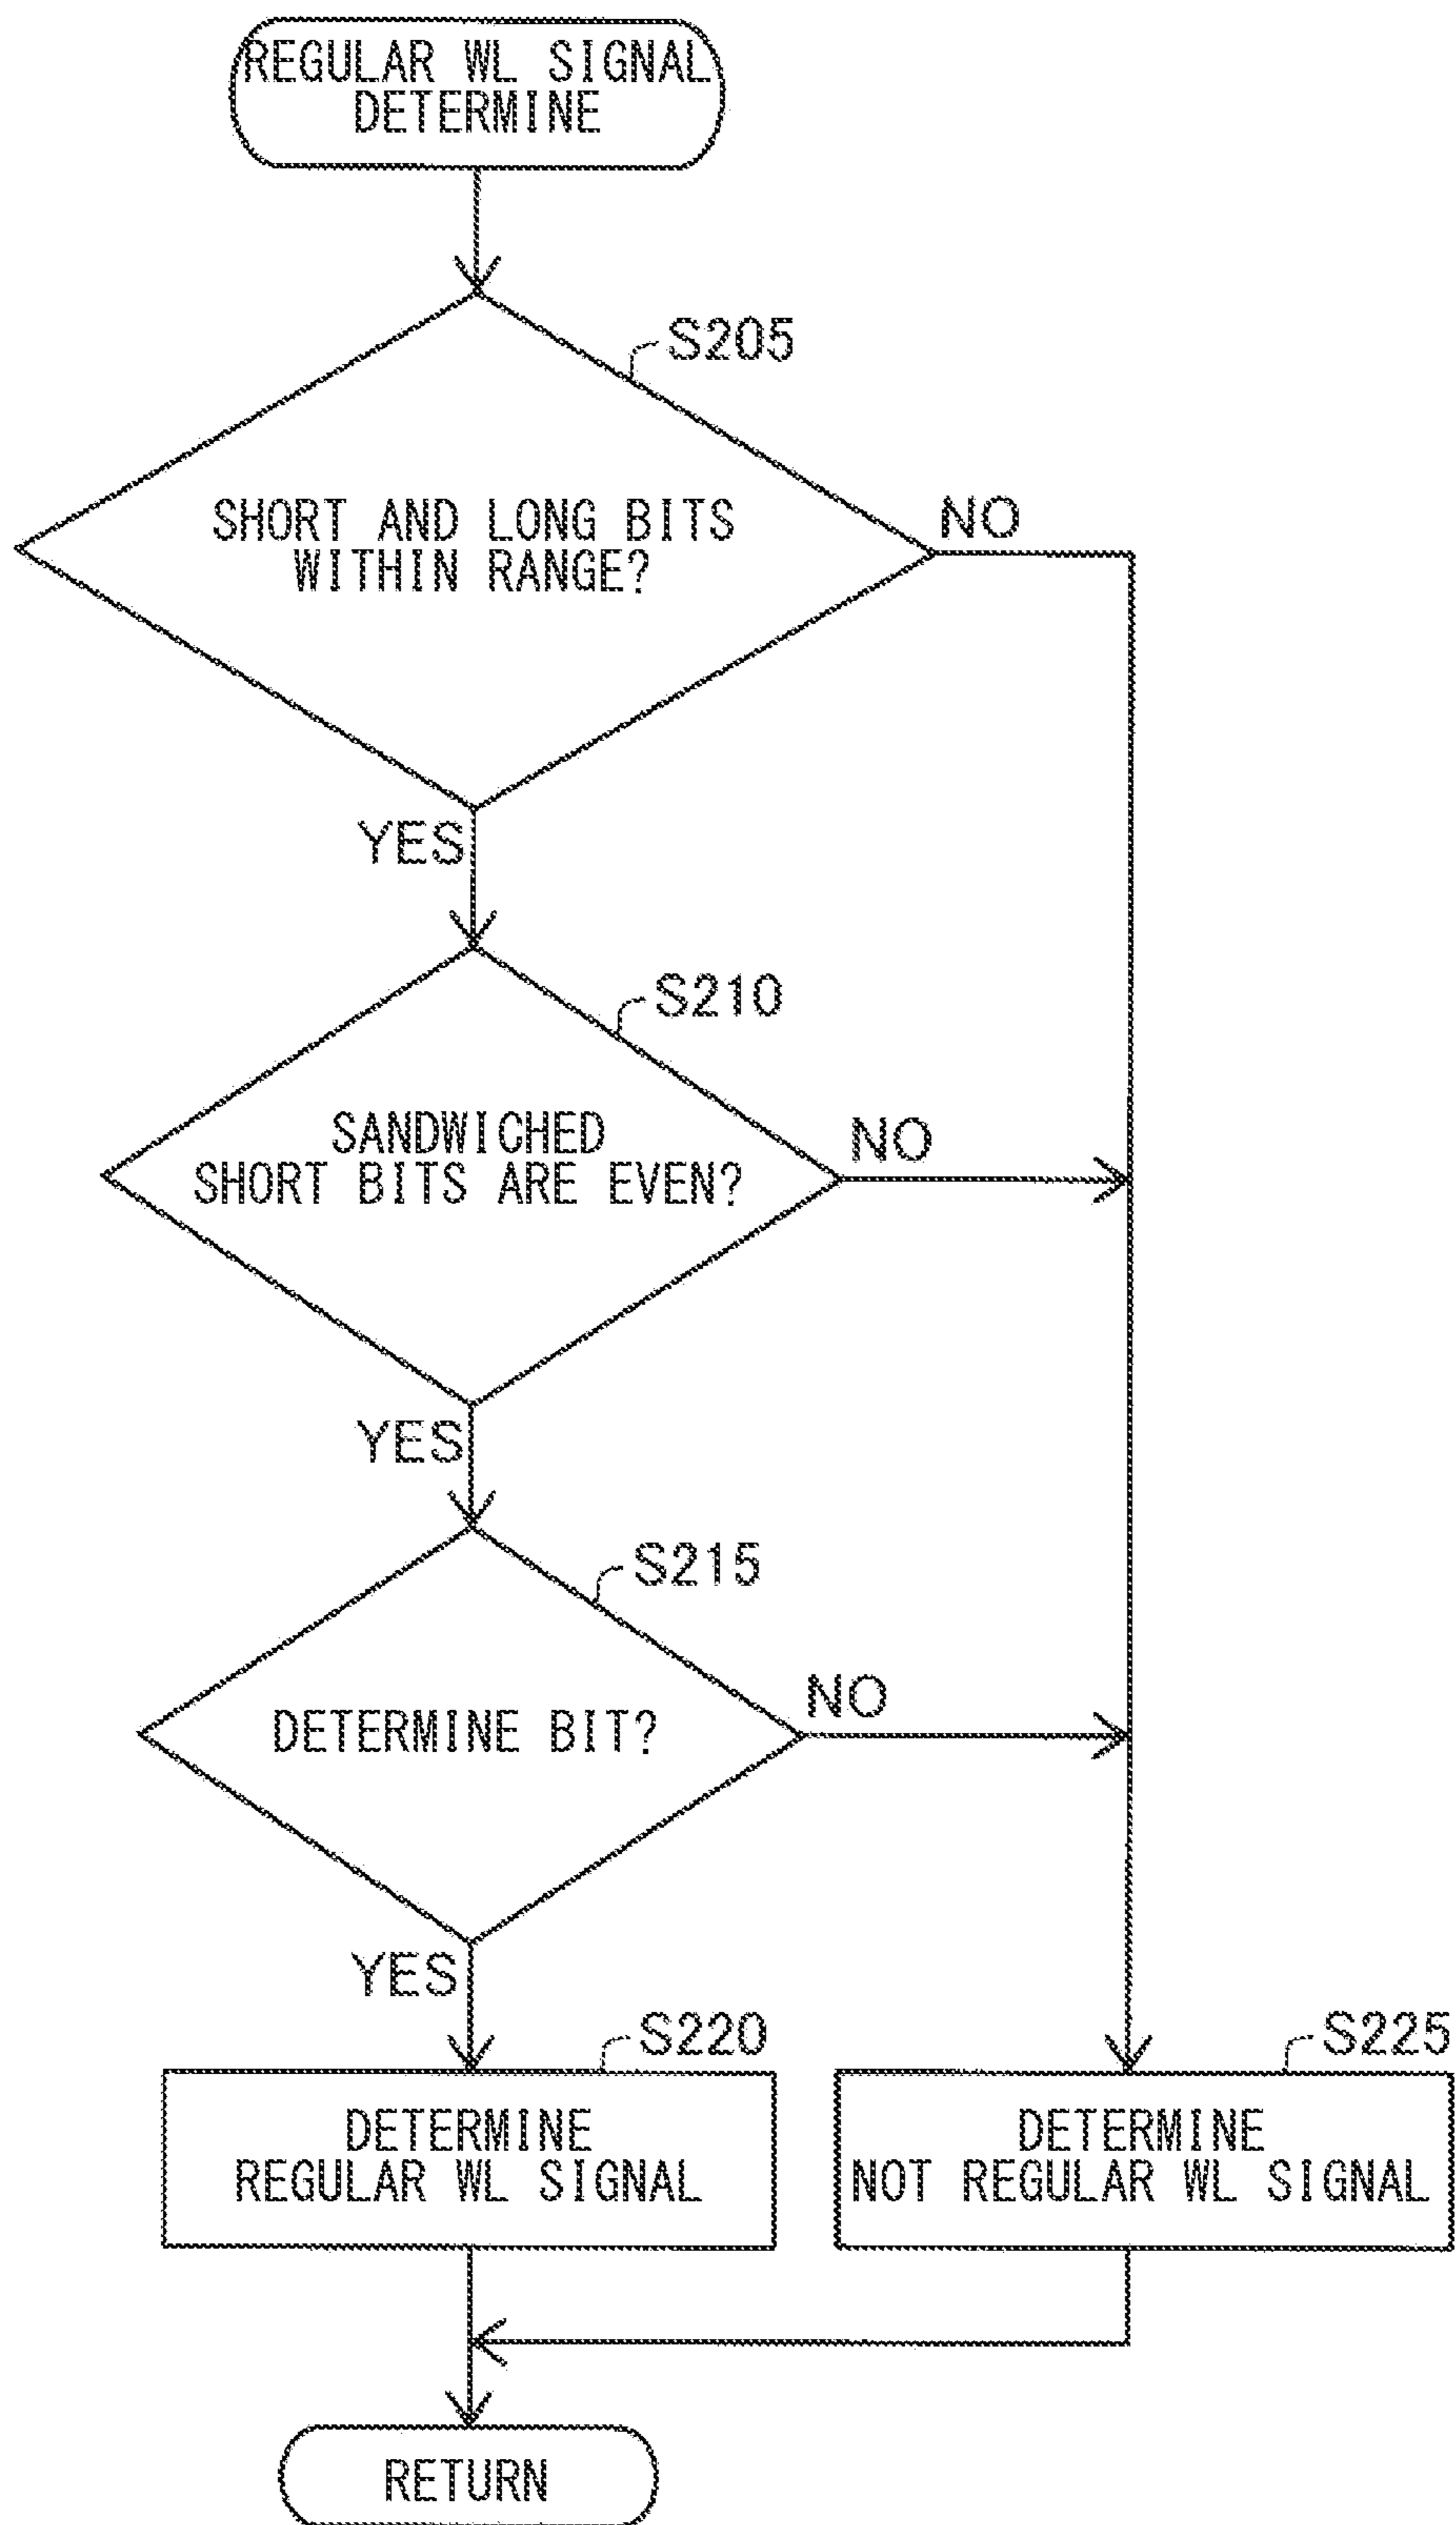 REGULAR WL SIGNAL
DETERMINE
S205
SHORT AND LONG BITS
WITHIN RANGE?
NO
YES
S210
SANDWICHED
SHORT BITS ARE EVEN?
NO
YES
S215
DETERMINE BIT?
NO
YES
S220
DETERMINE
REGULAR WL SIGNAL
S225
DETERMINE
NOT REGULAR WL SIGNAL
RETURN